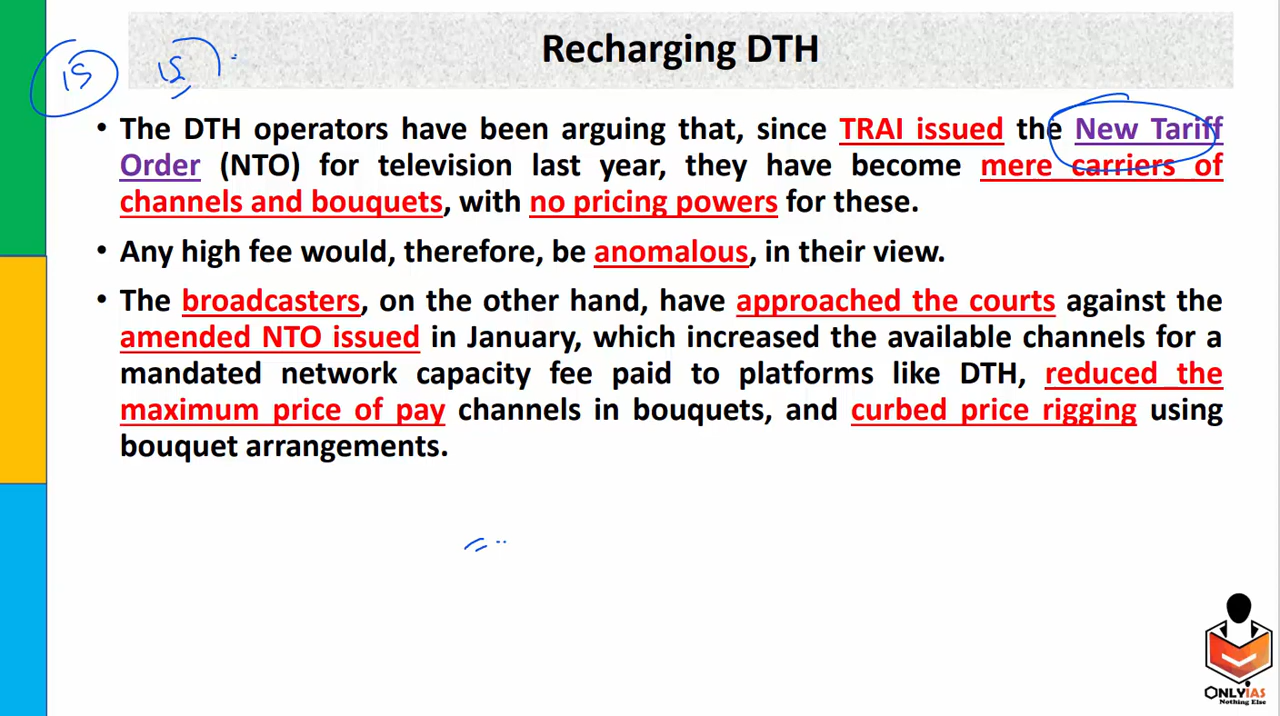 Recharging DTH
15 15
• The DTH operators have been arguing that, since TRAI issued the New Tariff
Order (NTO) for television last year, they have become mere carriers of
channels and bouquets, with no pricing powers for these.
• Any high fee would, therefore, be anomalous, in their view.
• The broadcasters, on the other hand, have approached the courts against the
amended NTO issued in January, which increased the available channels for a
mandated network capacity fee paid to platforms like DTH, reduced the
maximum price of pay channels in bouquets, and curbed price rigging using
bouquet arrangements.
ONLYIAS
Nothing Else